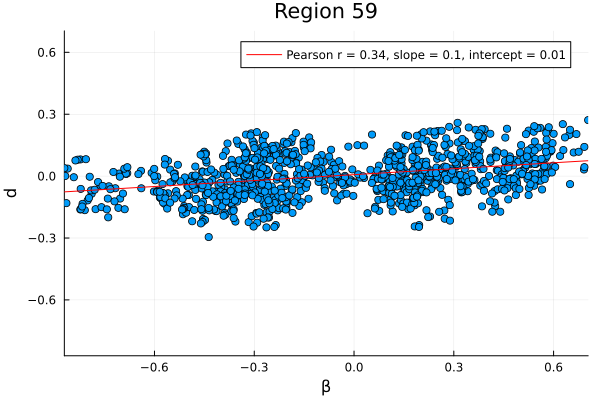 Region 59
Pearson r = 0.34, slope = 0.1, intercept = 0.01
0.6
0.3
0.0
−0.3
−0.6
d
−0.6 −0.3 0.0 0.3 0.6
β